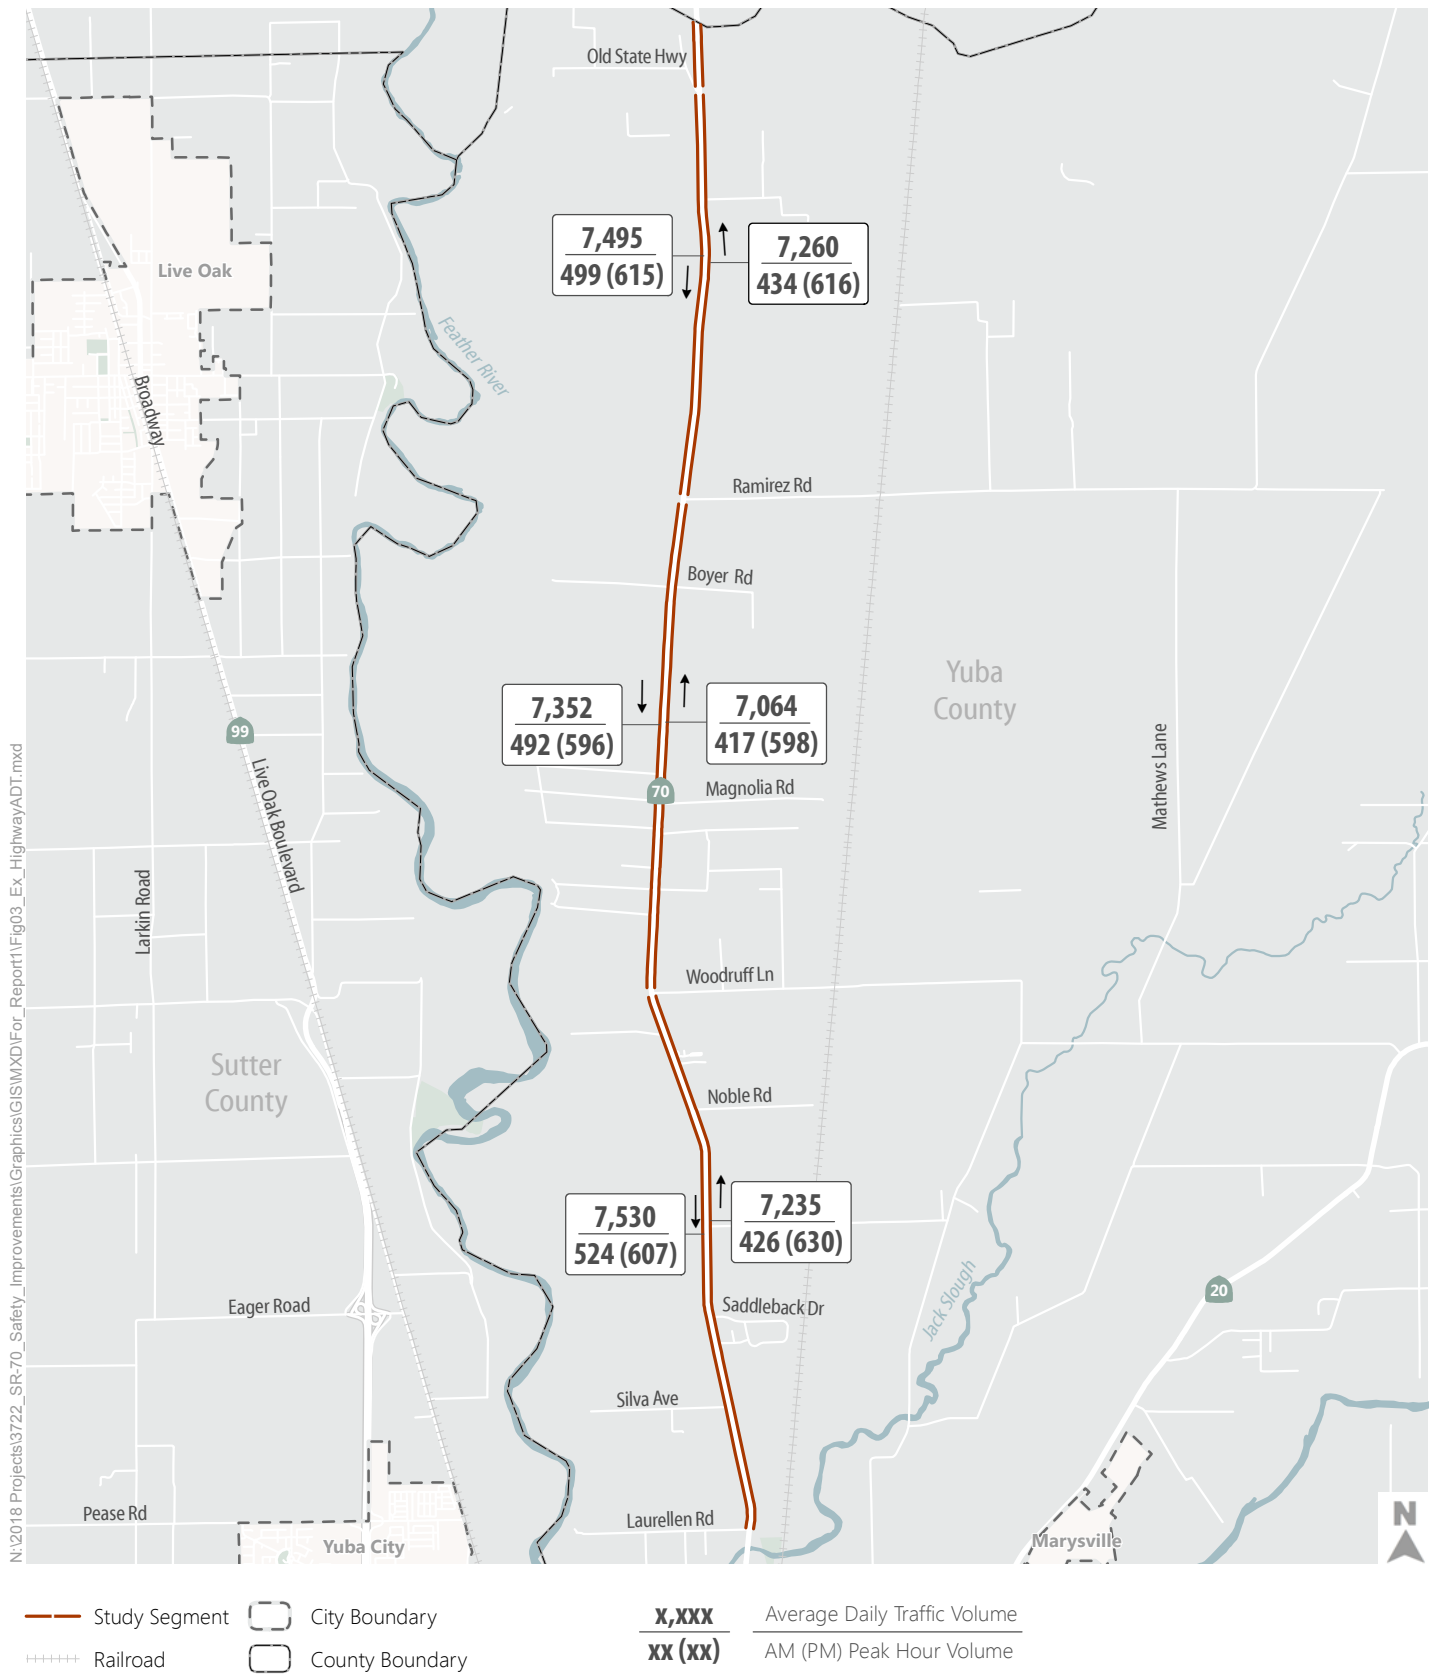 Old State Hwy
7,495
499 (615)
7,260
434 (616)
Live Oak
Feather River
Broadway
Ramirez Rd
Boyer Rd
Yuba
County
7,352
492 (596)
7,064
417 (598)
99
70
Magnolia Rd
Mathews Lane
Live Oak Boulevard
Larkin Road
Woodruff Ln
Sutter
County
Noble Rd
7,530
524 (607)
7,235
426 (630)
Jack Slough
20
Eager Road
Saddleback Dr
Silva Ave
Pease Rd
Laurellen Rd
Yuba City
Marysville
N
N:\2018 Projects\3722_SR-70_Safety_Improvements\Graphics\GIS\MXD\For_Report1\Fig03_Ex_HighwayADT.mxd
Study Segment
City Boundary
x,xxx
Average Daily Traffic Volume
Railroad
County Boundary
xx (xx)
AM (PM) Peak Hour Volume